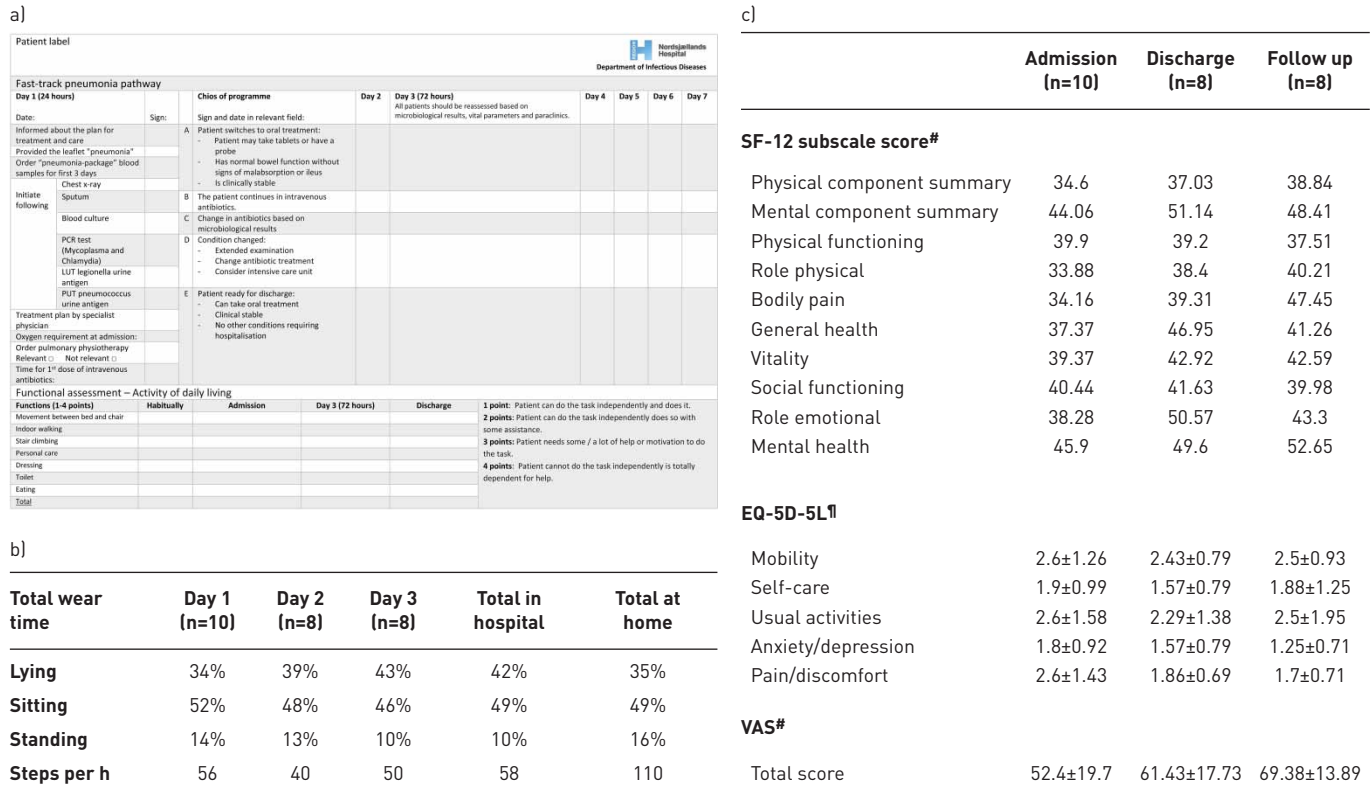 a)
Patient label
Nordsjællands
Hospital
Department of Infectious Diseases
Fast-track pneumonia pathway
Day 1 (24 hours) Chios of programme Day 2 Day 3 (72 hours) Day 4 Day 5 Day 6 Day 7
All patients should be reassessed based on
microbiological results, vital parameters and paraclinics.
Date: Sign: Sign and date in relevant field:
Informed about the plan for
treatment and care
Provided the leaflet "pneumonia"
Order "pneumonia-package" blood
samples for first 3 days
Initiate
following
Chest x-ray
Sputum
Blood culture
PCR test
(Mycoplasma and
Chlamydia)
LUT legionella urine
antigen
PUT pneumococcus
urine antigen
Treatment plan by specialist
physician
Oxygen requirement at admission:
Order pulmonary physiotherapy
Relevant □ Not relevant □
Time for 1st dose of intravenous
antibiotics:
A Patient switches to oral treatment:
- Patient may take tablets or have a
probe
- Has normal bowel function without
signs of malabsorption or ileus
- Is clinically stable
B The patient continues in intravenous
antibiotics.
C Change in antibiotics based on
microbiological results
D Condition changed:
- Extended examination
- Change antibiotic treatment
- Consider intensive care unit
E Patient ready for discharge:
- Can take oral treatment
- Clinical stable
- No other conditions requiring
hospitalisation
Functional assessment – Activity of daily living
Functions (1-4 points) Habitually Admission Day 3 (72 hours) Discharge
Movement between bed and chair
Indoor walking
Stair climbing
Personal care
Dressing
Toilet
Eating
Total
1 point: Patient can do the task independently and does it.
2 points: Patient can do the task independently does so with
some assistance.
3 points: Patient needs some / a lot of help or motivation to do
the task.
4 points: Patient cannot do the task independently is totally
dependent for help.
b)
Total wear time Day 1 (n=10) Day 2 (n=8) Day 3 (n=8) Total in hospital Total at home
Lying 34% 39% 43% 42% 35%
Sitting 52% 48% 46% 49% 49%
Standing 14% 13% 10% 10% 16%
Steps per h 56 40 50 58 110
c)
Admission (n=10) Discharge (n=8) Follow up (n=8)
SF-12 subscale score#
Physical component summary 34.6 37.03 38.84
Mental component summary 44.06 51.14 48.41
Physical functioning 39.9 39.2 37.51
Role physical 33.88 38.4 40.21
Bodily pain 34.16 39.31 47.45
General health 37.37 46.95 41.26
Vitality 39.37 42.92 42.59
Social functioning 40.44 41.63 39.98
Role emotional 38.28 50.57 43.3
Mental health 45.9 49.6 52.65
EQ-5D-5L¶
Mobility 2.6±1.26 2.43±0.79 2.5±0.93
Self-care 1.9±0.99 1.57±0.79 1.88±1.25
Usual activities 2.6±1.58 2.29±1.38 2.5±1.95
Anxiety/depression 1.8±0.92 1.57±0.79 1.25±0.71
Pain/discomfort 2.6±1.43 1.86±0.69 1.7±0.71
VAS#
Total score 52.4±19.7 61.43±17.73 69.38±13.89